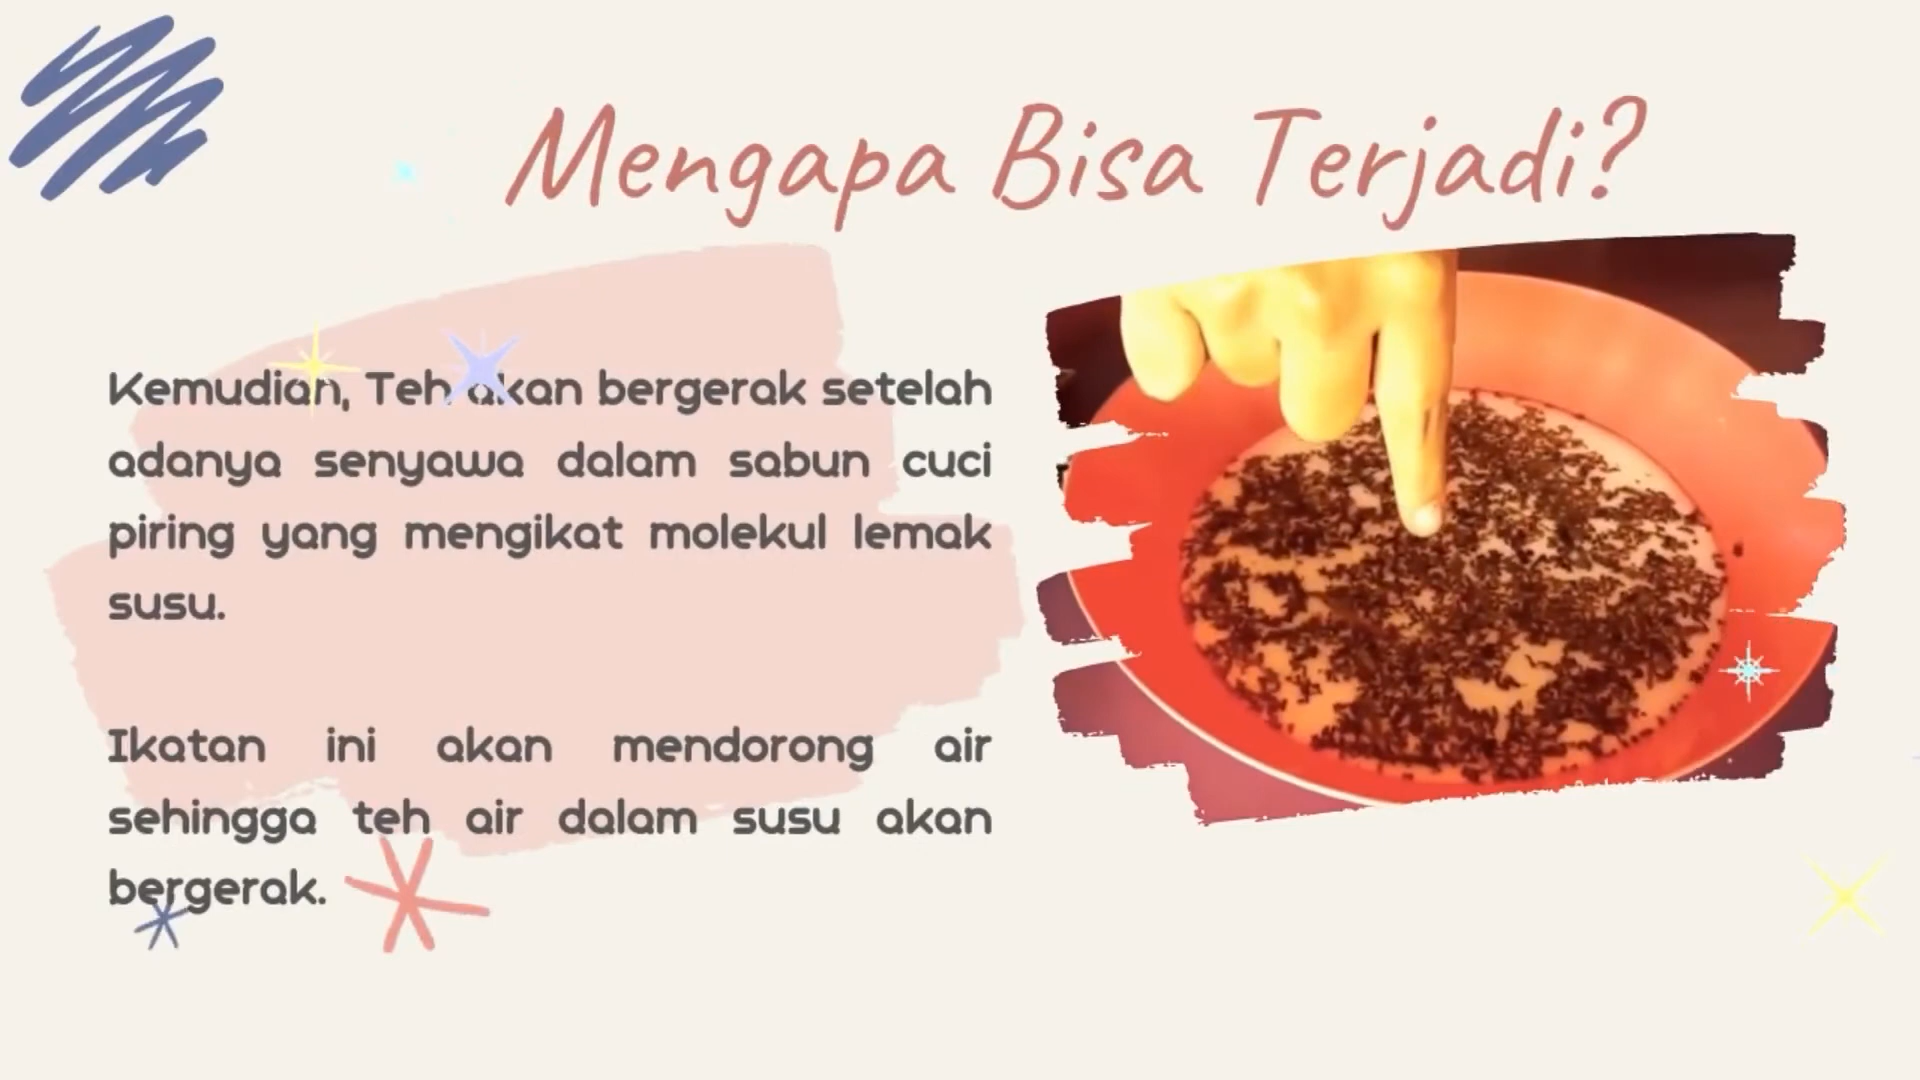 Mengapa Bisa Terjadi?
Kemudian, Teh akan bergerak setelah
adanya senyawa dalam sabun cuci
piring yang mengikat molekul lemak
susu.
Ikatan ini akan mendorong air
sehingga teh air dalam susu akan
bergerak.